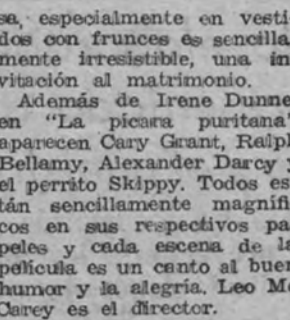 sa, especialmente en vesti-
dos con frunces es sencilla-
mente irresistible, una in-
vitación al matrimonio.
Además de Irene Dunne
en "La picara puritana"
aparecen Cary Grant, Ralph
Bellamy, Alexander Darcy y
el perrito Skippy. Todos es-
tán sencillamente magnífi-
cos en sus respectivos pa-
peles y cada escena de la
película es un canto al buen
humor y la alegría. Leo Mc
Carey es el director.